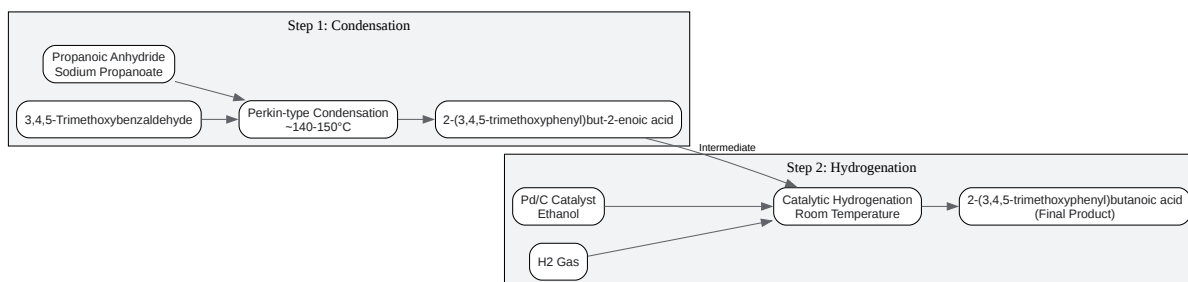 Step 1: Condensation
Propanoic Anhydride
Sodium Propanoate
3,4,5-Trimethoxybenzaldehyde
Perkin-type Condensation
~140-150°C
2-(3,4,5-trimethoxyphenyl)but-2-enoic acid
Intermediate
Step 2: Hydrogenation
Pd/C Catalyst
Ethanol
Catalytic Hydrogenation
Room Temperature
2-(3,4,5-trimethoxyphenyl)butanoic acid
(Final Product)
H2 Gas